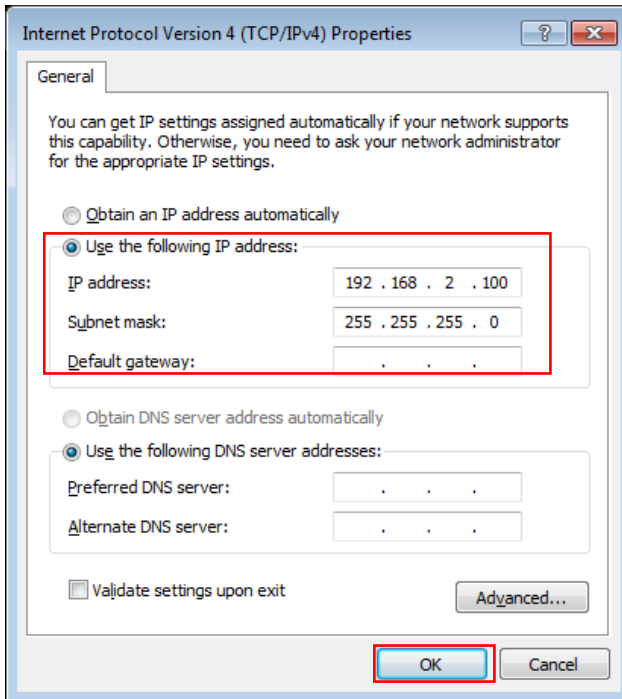 Internet Protocol Version 4 (TCP/IPv4) Properties
General
You can get IP settings assigned automatically if your network supports
this capability. Otherwise, you need to ask your network administrator
for the appropriate IP settings.
Obtain an IP address automatically
Use the following IP address:
IP address: 192 . 168 . 2 . 100
Subnet mask: 255 . 255 . 255 . 0
Default gateway: . . .
Obtain DNS server address automatically
Use the following DNS server addresses:
Preferred DNS server: . . .
Alternate DNS server: . . .
Validate settings upon exit
Advanced...
OK Cancel